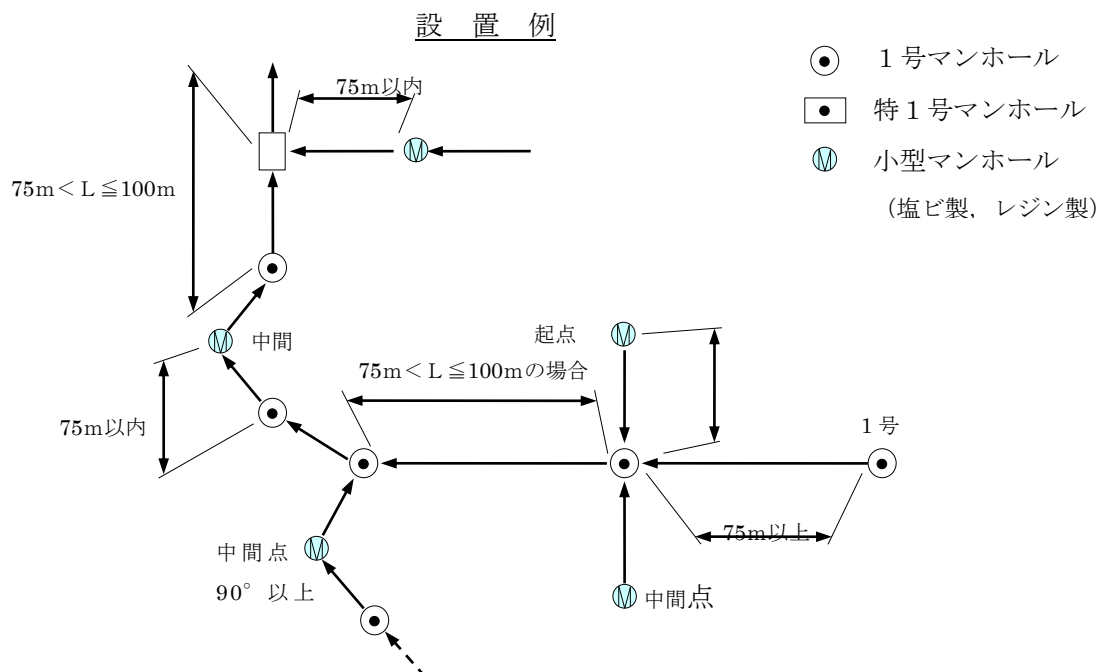 設 置 例
１号マンホール
特１号マンホール
M 小型マンホール
（塩ビ製，レジン製）
75m以内
M
75m＜Ｌ≦100m
M 中間
起点 M
75m＜Ｌ≦100mの場合
75m以内
１号
75m以上
中間点 M
90°以上
M 中間点